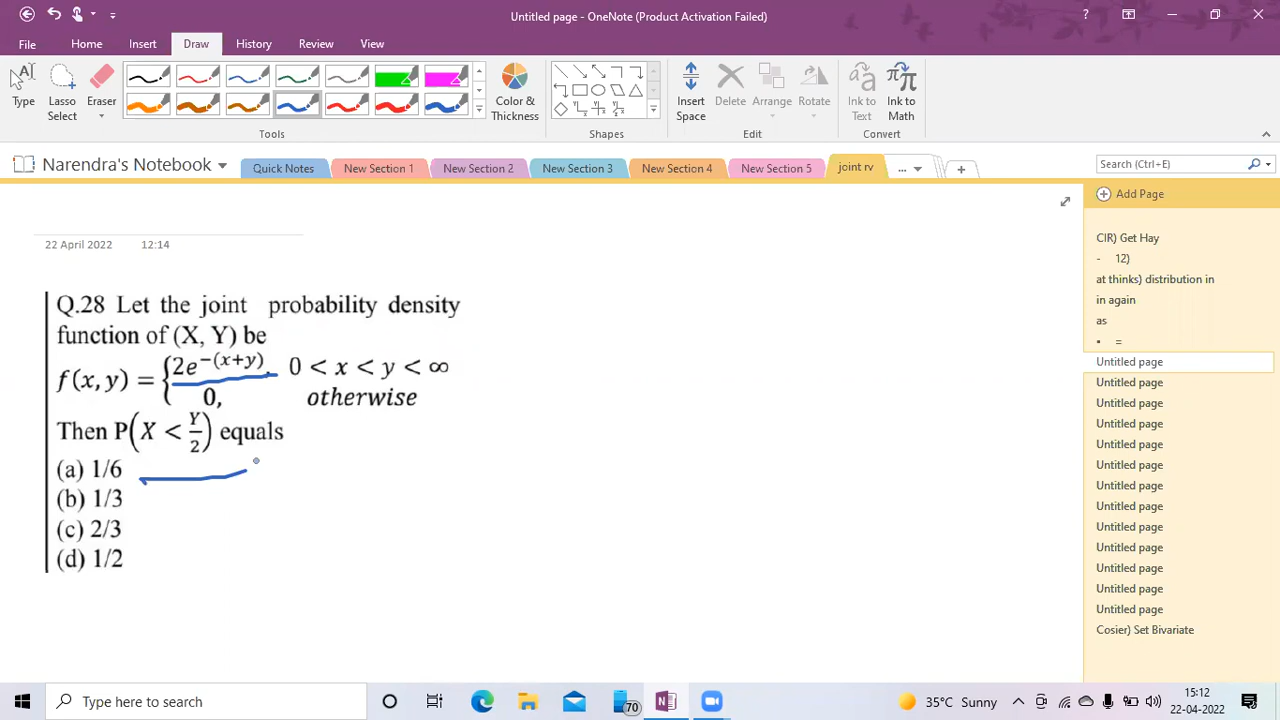 Untitled page - OneNote (Product Activation Failed)
File Home Insert Draw History Review View
Type
Lasso Select
Eraser
Color & Thickness
Insert Space
Delete
Arrange
Rotate
Ink to Text
Ink to Math
Tools
Shapes
Edit
Convert
Narendra's Notebook
Quick Notes
New Section 1
New Section 2
New Section 3
New Section 4
New Section 5
joint rv
...
Search (Ctrl+E)
Add Page
22 April 2022 12:14
Q.28 Let the joint probability density
function of (X, Y) be
f(x, y) = {2e^{-(x+y)}, 0 < x < y < ∞
0, otherwise
Then P(X < Y/2) equals
(a) 1/6
(b) 1/3
(c) 2/3
(d) 1/2
CIR) Get Hay
- 12)
at thinks) distribution in
in again
as
• =
Untitled page
Untitled page
Untitled page
Untitled page
Untitled page
Untitled page
Untitled page
Untitled page
Untitled page
Untitled page
Untitled page
Untitled page
Untitled page
Cosier) Set Bivariate
Type here to search
70
35°C Sunny
15:12
22-04-2022